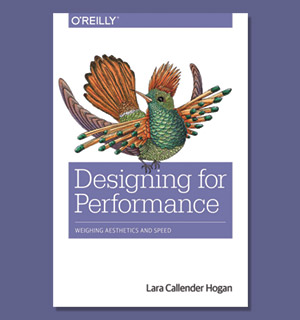 O'REILLY®
Designing for
Performance
WEIGHING AESTHETICS AND SPEED
Lara Callender Hogan